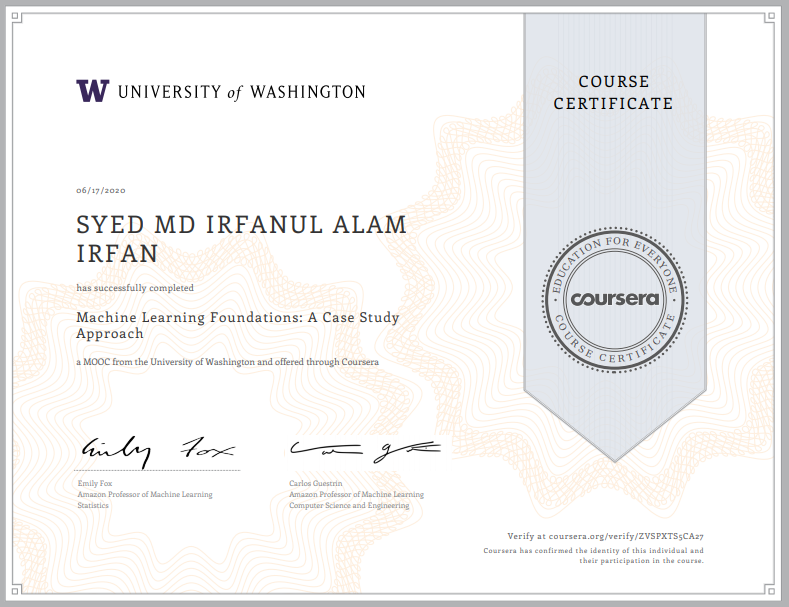 W UNIVERSITY of WASHINGTON
COURSE
CERTIFICATE
06/17/2020
SYED MD IRFANUL ALAM
IRFAN
has successfully completed
Machine Learning Foundations: A Case Study
Approach
a MOOC from the University of Washington and offered through Coursera
EDUCATION FOR EVERYONE
coursera
COURSE CERTIFICATE
Emily Fox
Emily Fox
Amazon Professor of Machine Learning
Statistics
Carlos Guestrin
Amazon Professor of Machine Learning
Computer Science and Engineering
Verify at coursera.org/verify/ZVSPXTS5CA27
Coursera has confirmed the identity of this individual and
their participation in the course.